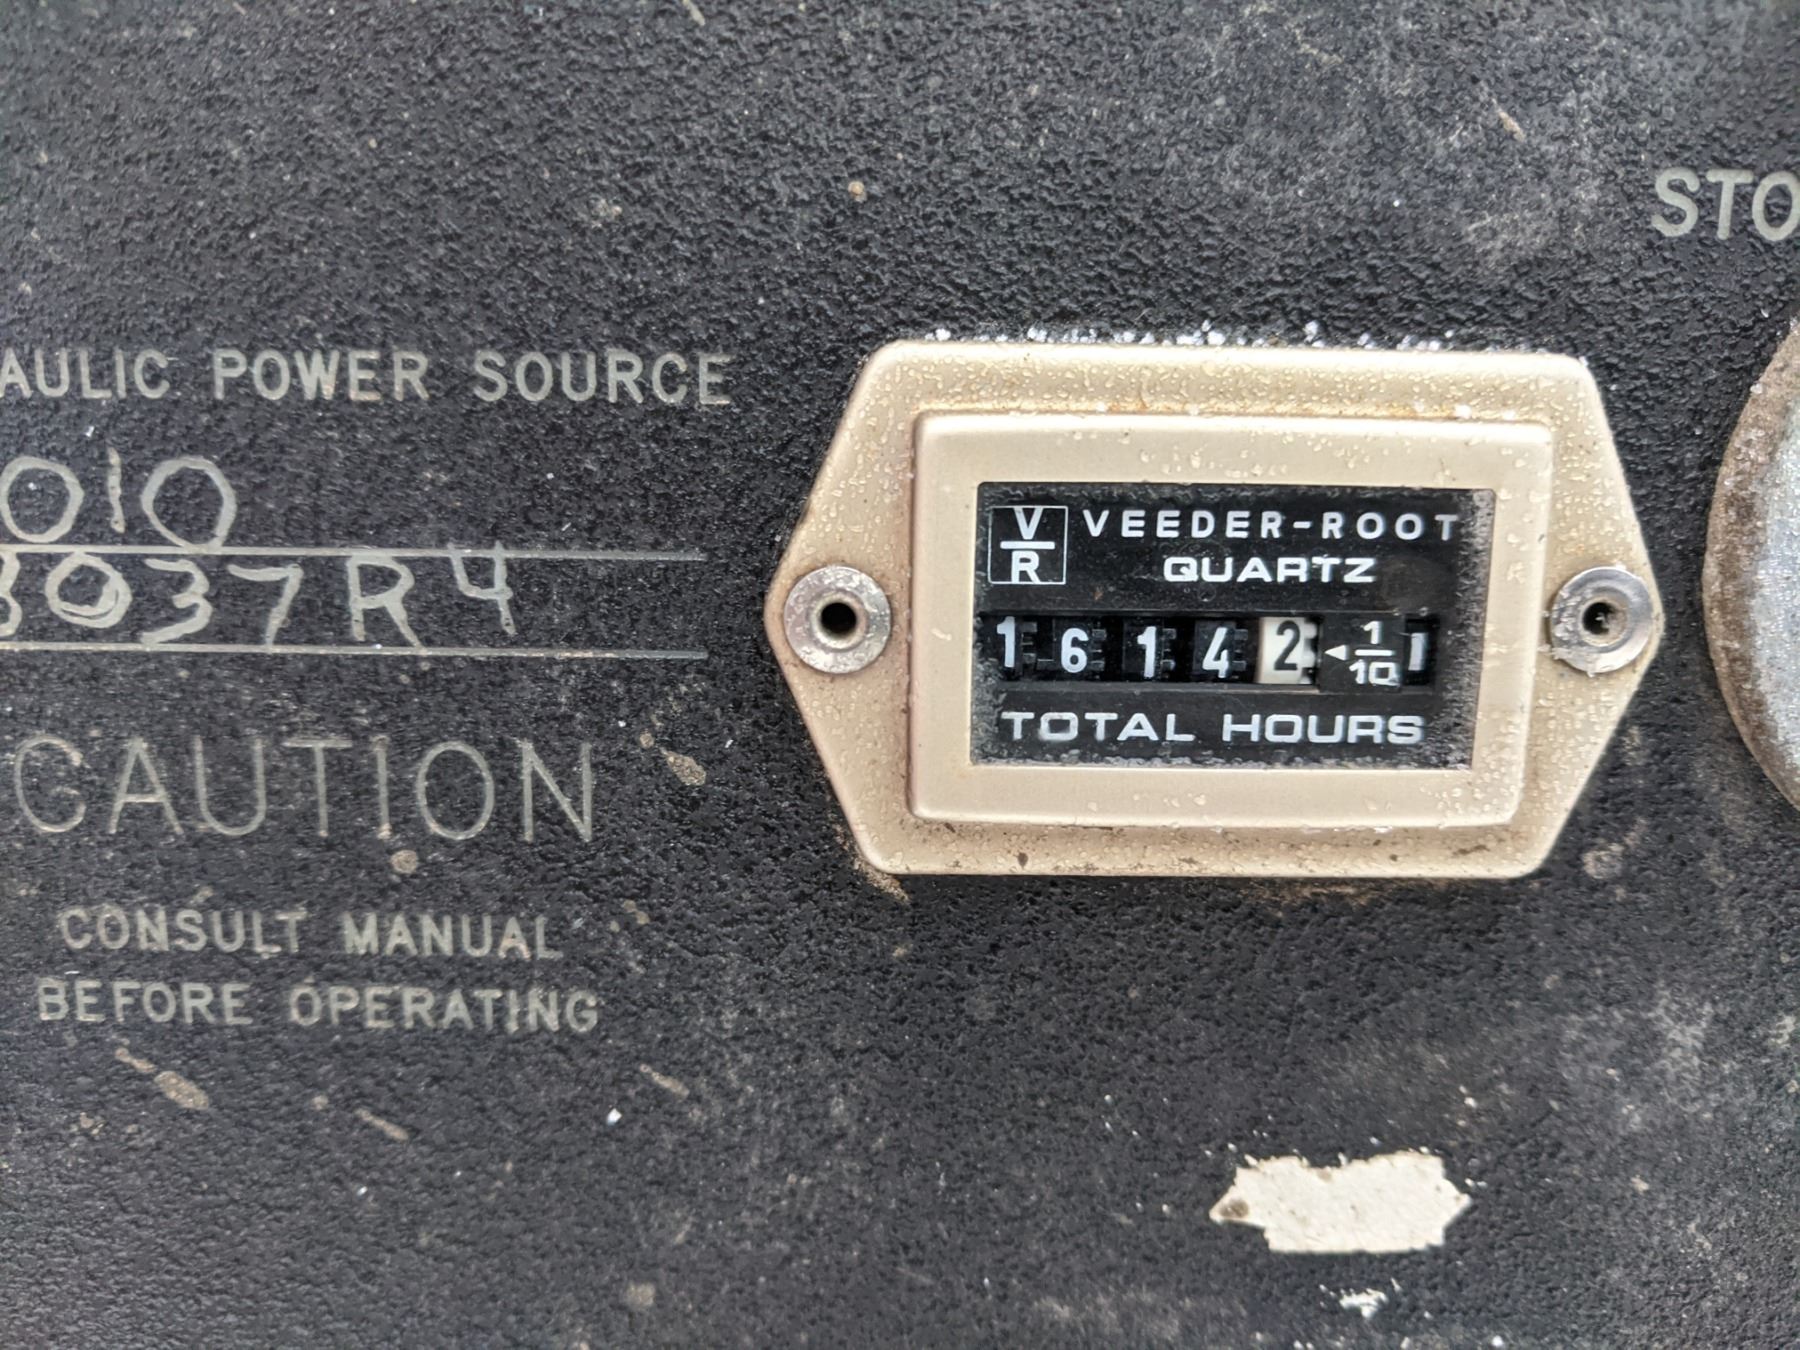 STO
AULIC POWER SOURCE
010
3037R4
CAUTION
CONSULT MANUAL
BEFORE OPERATING
V
R
VEEDER-ROOT
QUARTZ
1 6 1 4 2 ◄ 1/10
TOTAL HOURS